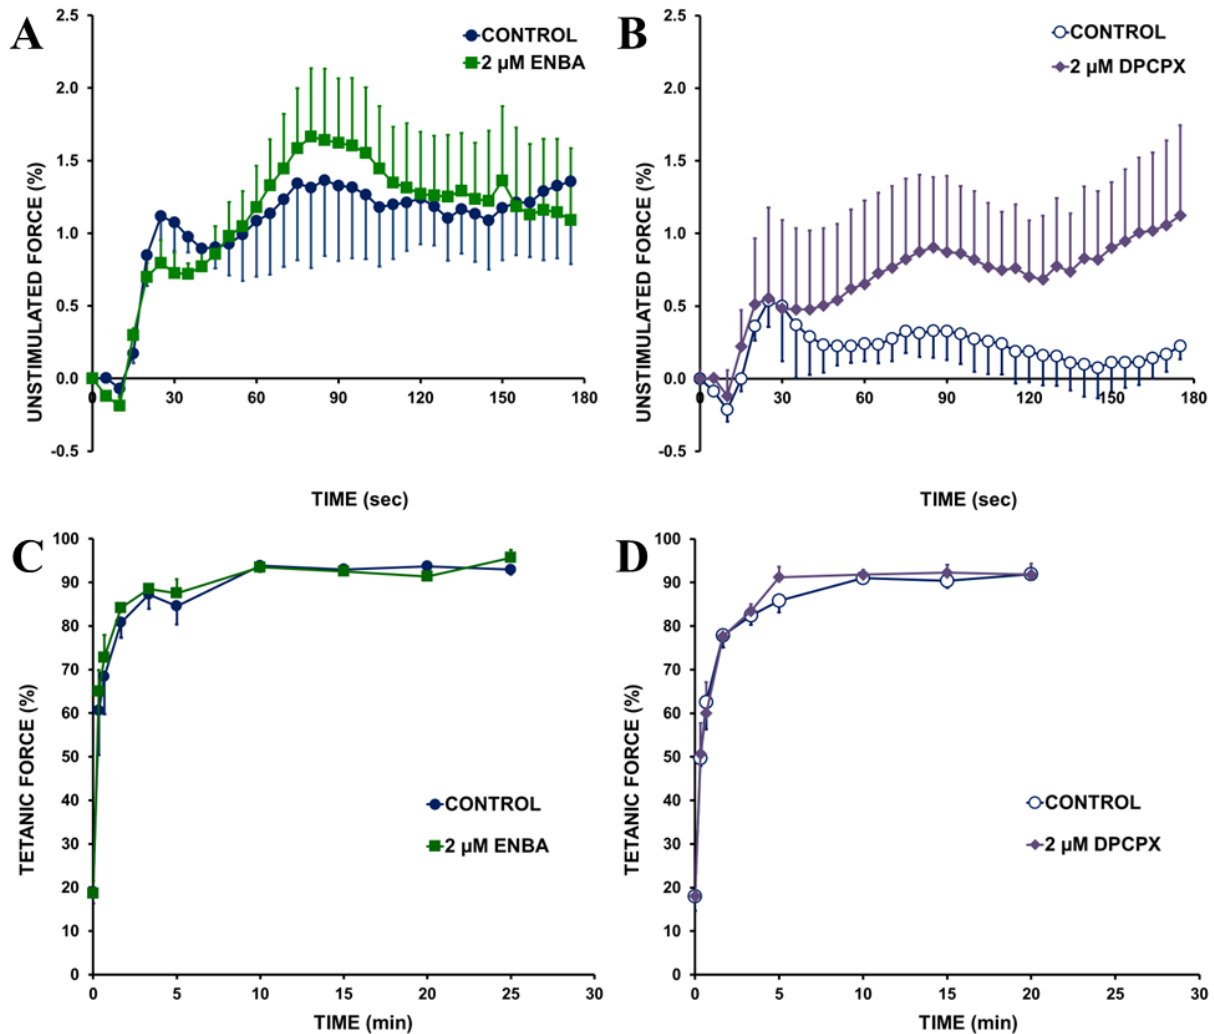 A
UNSTIMULATED FORCE (%)
2.5
2.0
1.5
1.0
0.5
0.0
-0.5
0 30 60 90 120 150 180
TIME (sec)
CONTROL
2 µM ENBA
B
UNSTIMULATED FORCE (%)
2.5
2.0
1.5
1.0
0.5
0.0
-0.5
0 30 60 90 120 150 180
TIME (sec)
CONTROL
2 µM DPCPX
C
TETANIC FORCE (%)
100
90
80
70
60
50
40
30
20
10
0
0 5 10 15 20 25 30
TIME (min)
CONTROL
2 µM ENBA
D
TETANIC FORCE (%)
100
90
80
70
60
50
40
30
20
10
0
0 5 10 15 20 25 30
TIME (min)
CONTROL
2 µM DPCPX